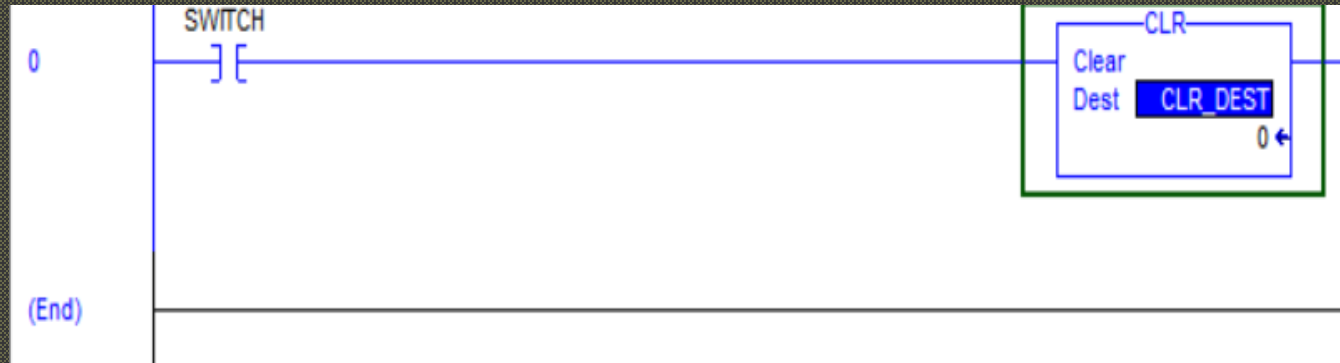 SWITCH
CLR
0
Clear
Dest CLR_DEST
0
(End)